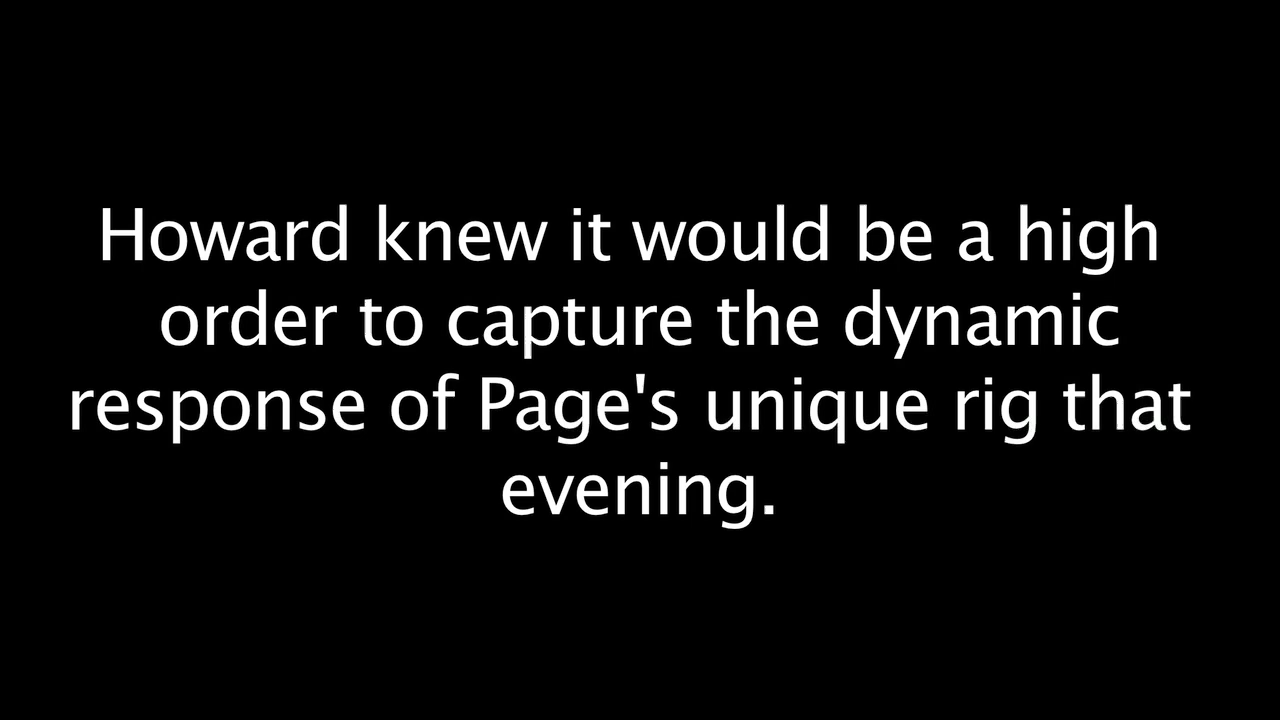 Howard knew it would be a high
order to capture the dynamic
response of Page's unique rig that
evening.